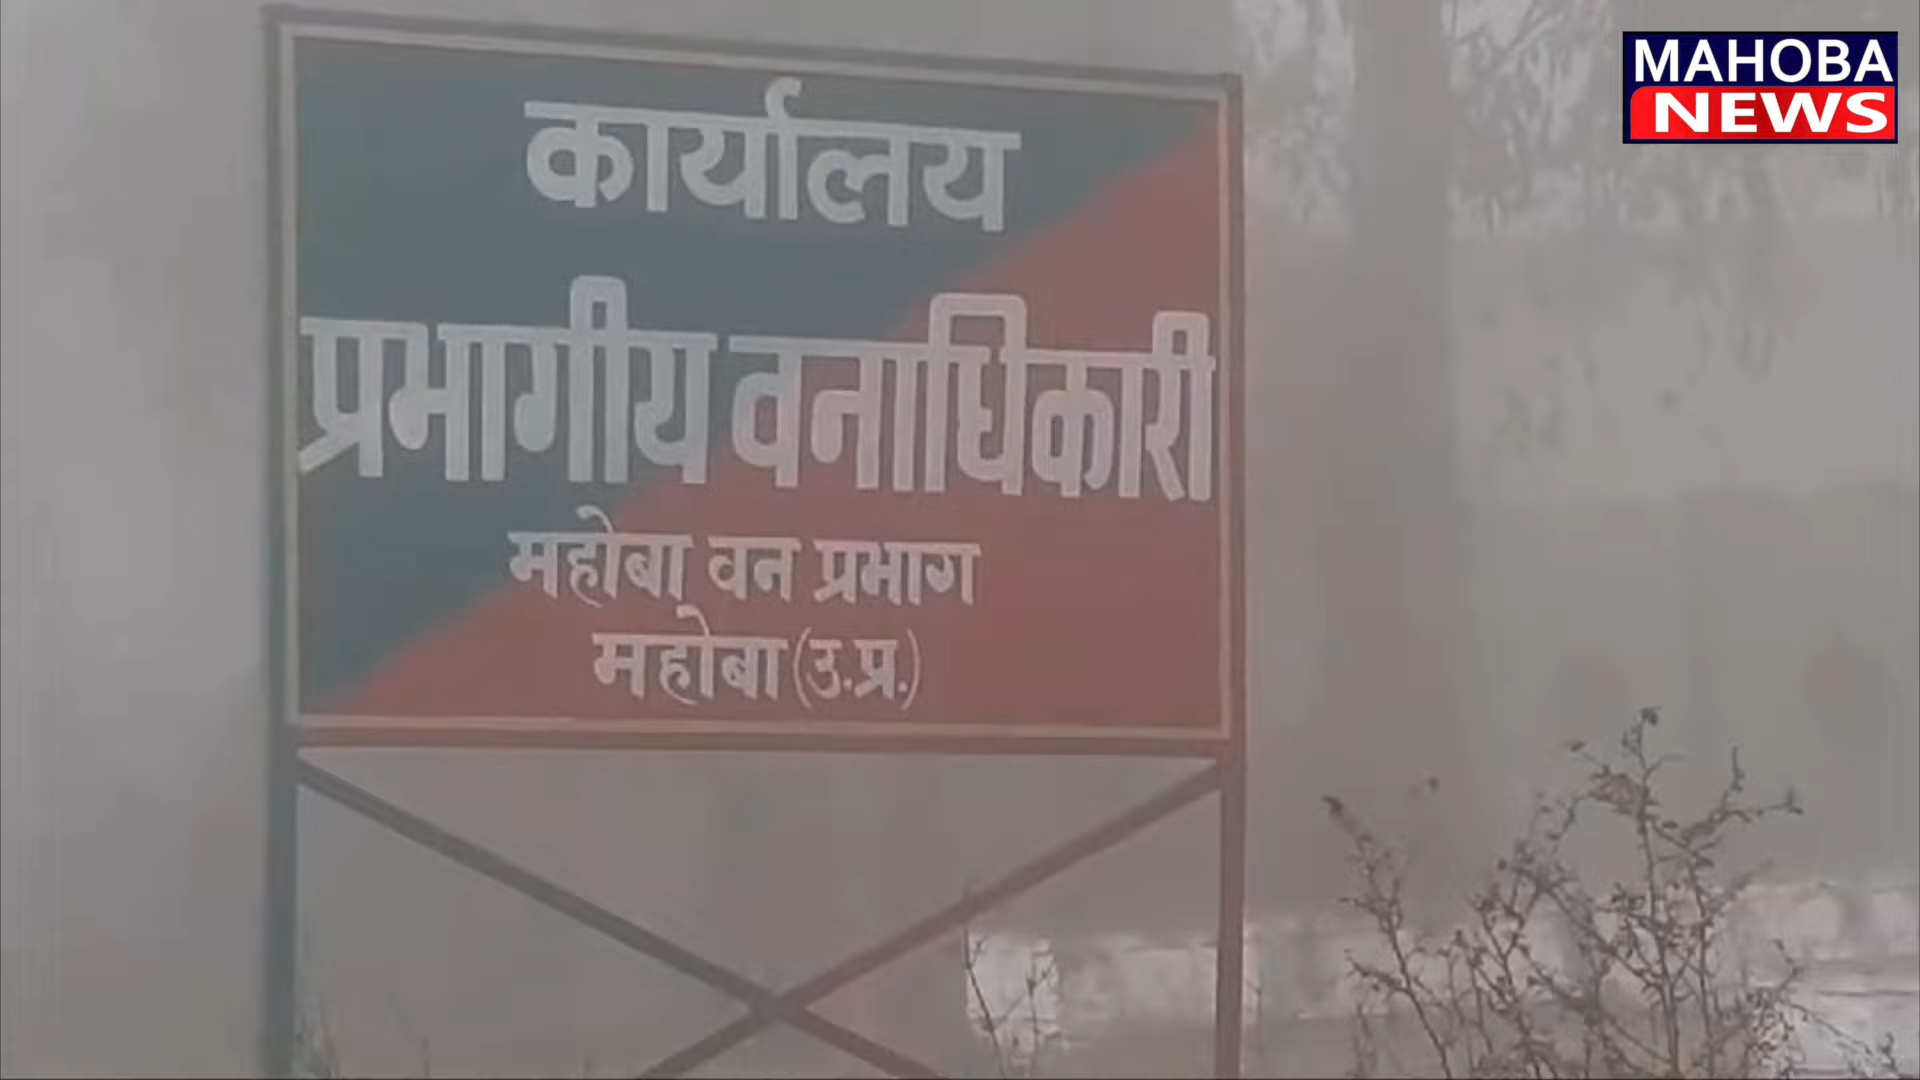 MAHOBA
NEWS
कार्यालय
प्रभागीय वनाधिकारी
महोबा वन प्रभाग
महोबा (उ.प्र.)